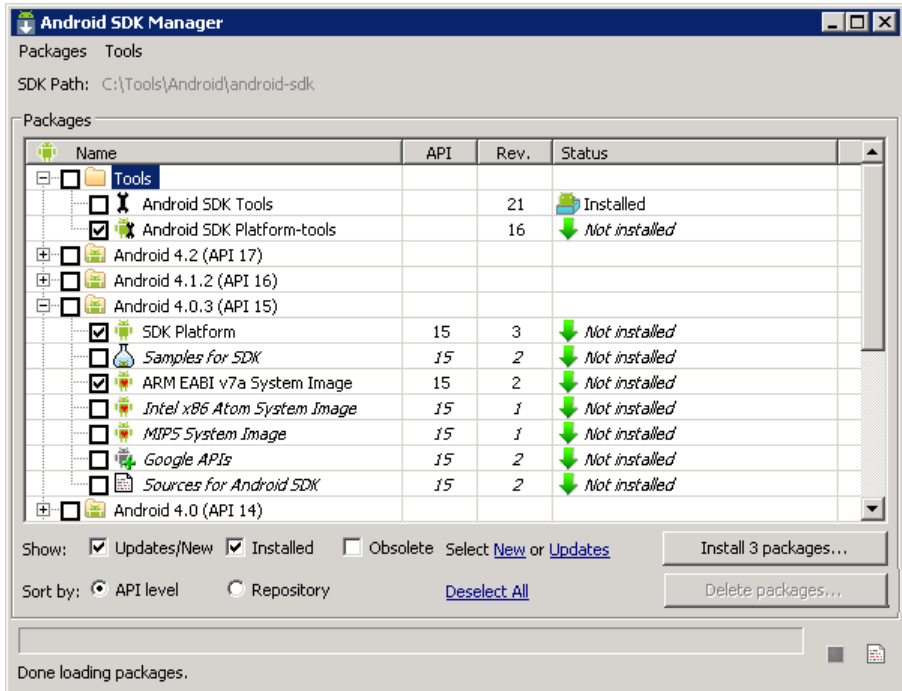 Android SDK Manager
Packages Tools
SDK Path: C:\Tools\Android\android-sdk
Packages
Name API Rev. Status
Tools
Android SDK Tools 21 Installed
Android SDK Platform-tools 16 Not installed
Android 4.2 (API 17)
Android 4.1.2 (API 16)
Android 4.0.3 (API 15)
SDK Platform 15 3 Not installed
Samples for SDK 15 2 Not installed
ARM EABI v7a System Image 15 2 Not installed
Intel x86 Atom System Image 15 1 Not installed
MIPS System Image 15 1 Not installed
Google APIs 15 2 Not installed
Sources for Android SDK 15 2 Not installed
Android 4.0 (API 14)
Show: Updates/New Installed Obsolete Select New or Updates Install 3 packages...
Sort by: API level Repository Deselect All Delete packages...
Done loading packages.